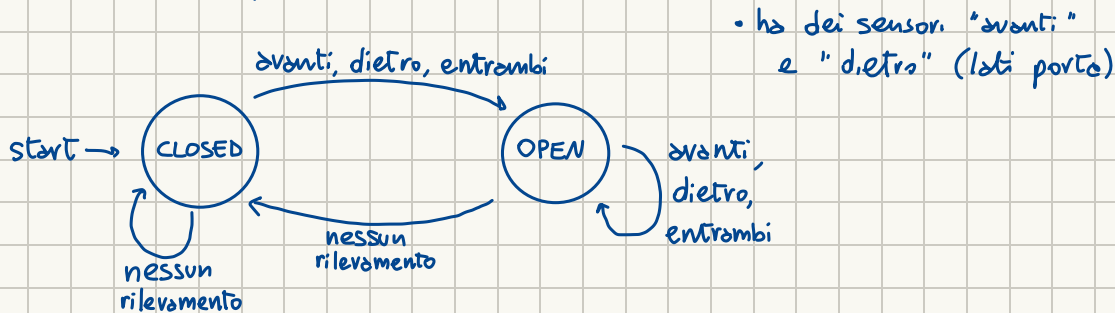 • ha dei sensori "avanti"
e "dietro" (lati porta)
avanti, dietro, entrambi
start → CLOSED
OPEN
avanti,
dietro,
entrambi
nessun
rilevamento
nessun
rilevamento